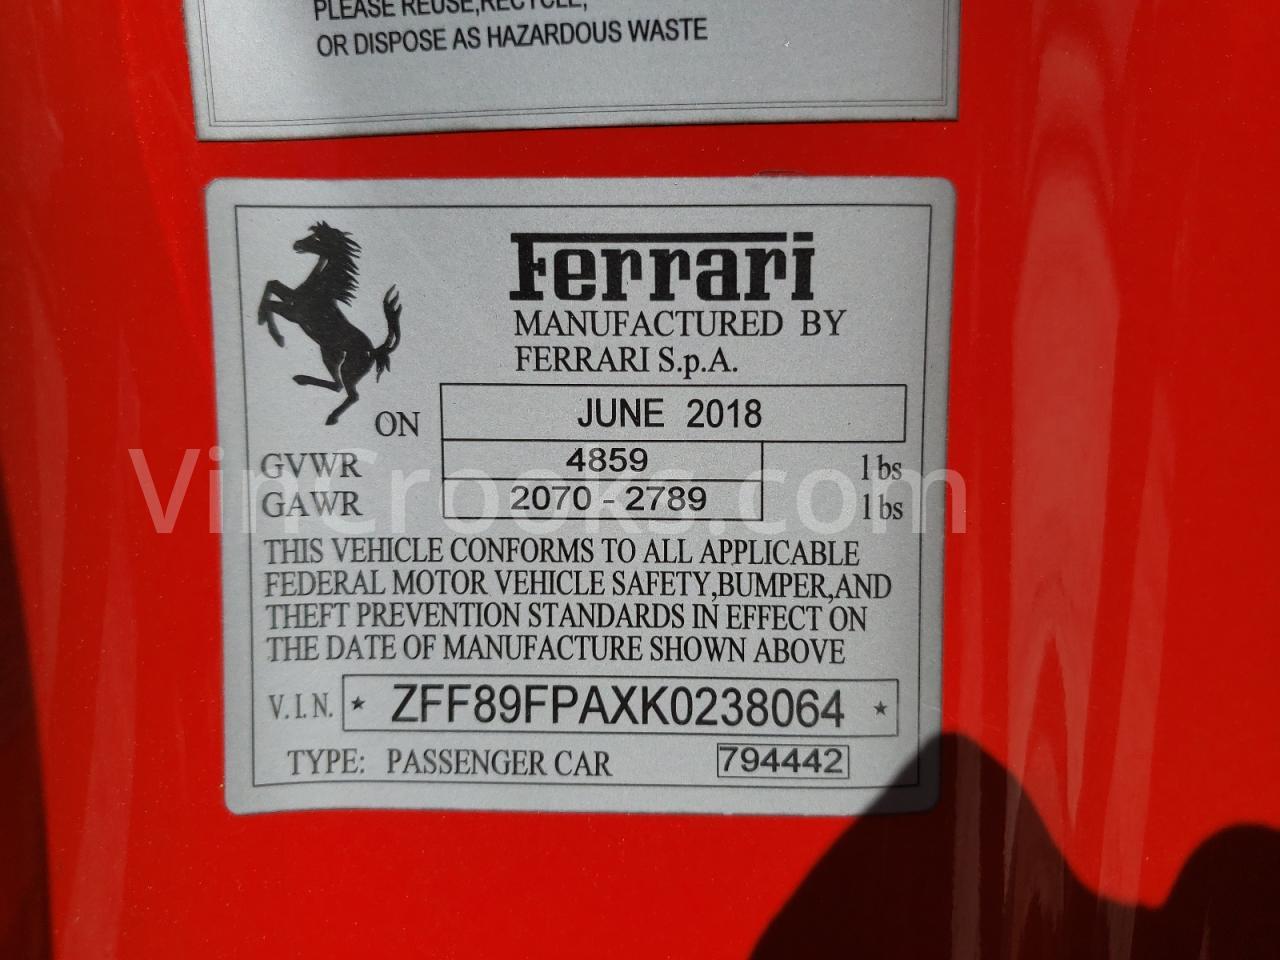 PLEASE REUSE,RECYCLE,
OR DISPOSE AS HAZARDOUS WASTE
Ferrari
MANUFACTURED BY
FERRARI S.p.A.
ON JUNE 2018
GVWR 4859 lbs
GAWR 2070 - 2789 lbs
VinCrooks.com
THIS VEHICLE CONFORMS TO ALL APPLICABLE
FEDERAL MOTOR VEHICLE SAFETY,BUMPER,AND
THEFT PREVENTION STANDARDS IN EFFECT ON
THE DATE OF MANUFACTURE SHOWN ABOVE
V.I.N. * ZFF89FPAXK0238064 *
TYPE: PASSENGER CAR 794442